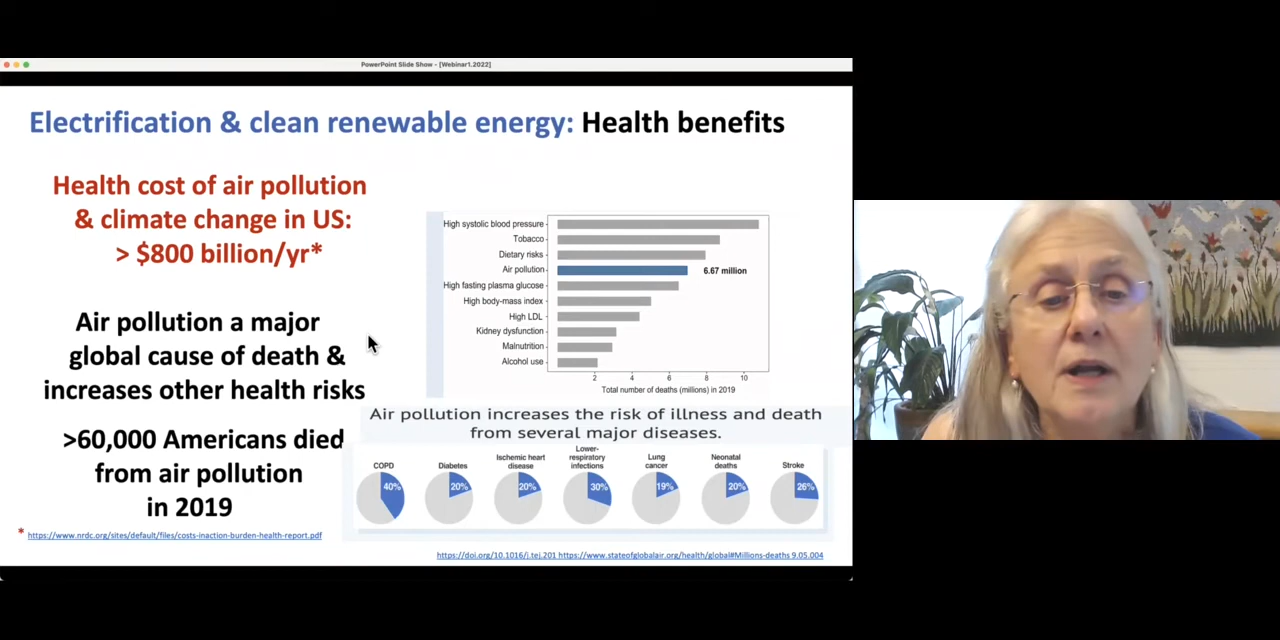 PowerPoint Slide Show - [Webinar1.2022]
Electrification & clean renewable energy: Health benefits
Health cost of air pollution
& climate change in US:
> $800 billion/yr*
Air pollution a major
global cause of death &
increases other health risks
>60,000 Americans died
from air pollution
in 2019
* https://www.nrdc.org/sites/default/files/costs-inaction-burden-health-report.pdf
High systolic blood pressure
Tobacco
Dietary risks
Air pollution
6.67 million
High fasting plasma glucose
High body-mass index
High LDL
Kidney dysfunction
Malnutrition
Alcohol use
2 4 6 8 10
Total number of deaths (millions) in 2019
Air pollution increases the risk of illness and death
from several major diseases.
COPD
40%
Diabetes
20%
Ischemic heart
disease
20%
Lower-
respiratory
infections
30%
Lung
cancer
19%
Neonatal
deaths
20%
Stroke
26%
https://doi.org/10.1016/j.tej.201 https://www.stateofglobalair.org/health/global#Millions-deaths 9.05.004